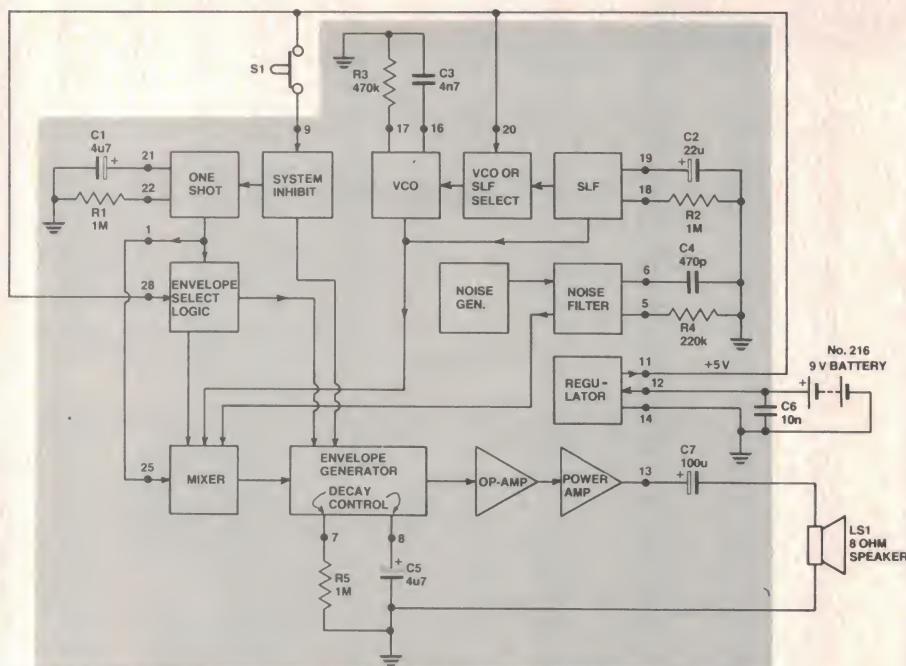 S1
R3
470k
C3
4n7
9
17
16
20
C1
4u7
21
22
R1
1M
ONE
SHOT
SYSTEM
INHIBIT
VCO
VCO OR
SLF
SELECT
SLF
19
18
C2
22u
R2
1M
1
28
ENVELOPE
SELECT
LOGIC
NOISE
GEN.
NOISE
FILTER
6
5
C4
470p
R4
220k
REGU-
LATOR
11
12
14
+5V
No. 216
9 V BATTERY
C6
10n
25
MIXER
ENVELOPE
GENERATOR
DECAY
CONTROL
OP-AMP
POWER
AMP
13
C7
100u
7
8
R5
1M
C5
4u7
LS1
8 OHM
SPEAKER